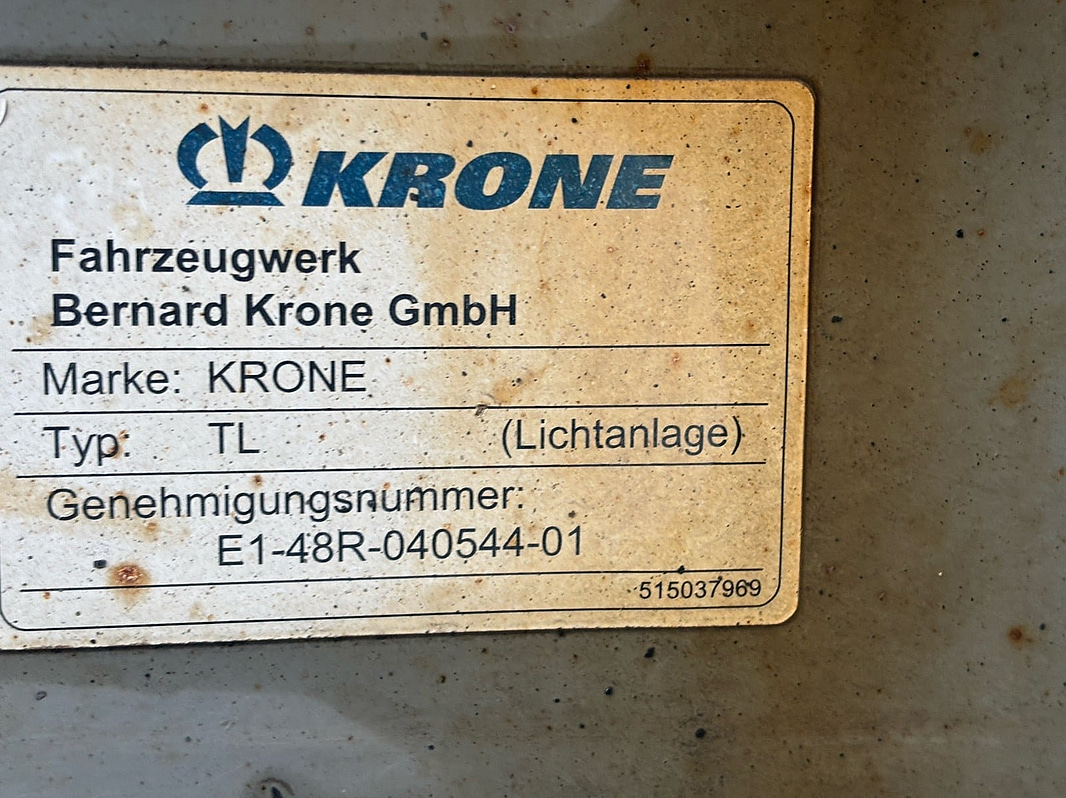 KRONE
Fahrzeugwerk
Bernard Krone GmbH
Marke: KRONE
Typ: TL (Lichtanlage)
Genehmigungsnummer:
E1-48R-040544-01
515037969